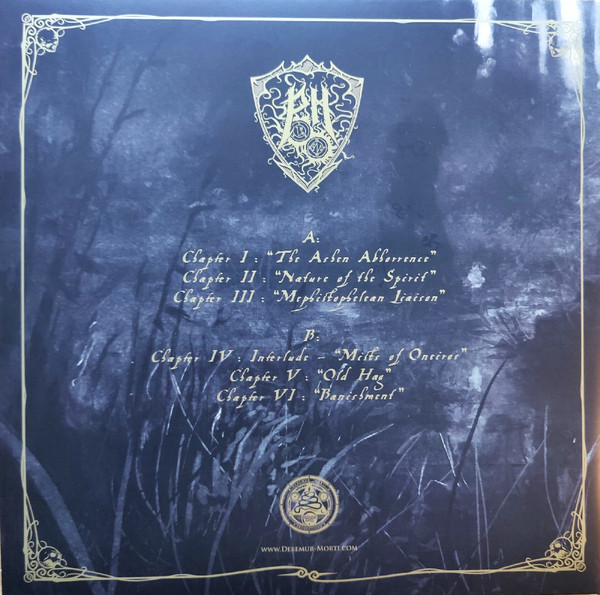 A:
Chapter I : “The Ashen Abhorrence”
Chapter II : “Nature of the Spirit”
Chapter III : “Mephistophelean Liaison”
B:
Chapter IV : Interlude – “Mists of Oneiros”
Chapter V : “Old Hag”
Chapter VI : “Banishment”
www.Debemur-Morti.com